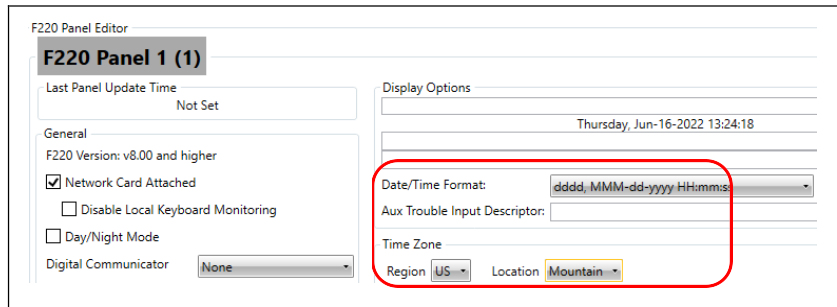 F220 Panel Editor
F220 Panel 1 (1)
Last Panel Update Time
Not Set
General
F220 Version: v8.00 and higher
Network Card Attached
Disable Local Keyboard Monitoring
Day/Night Mode
Digital Communicator None
Display Options
Thursday, Jun-16-2022 13:24:18
Date/Time Format: dddd, MMM-dd-yyyy HH:mm:ss
Aux Trouble Input Descriptor:
Time Zone
Region US Location Mountain